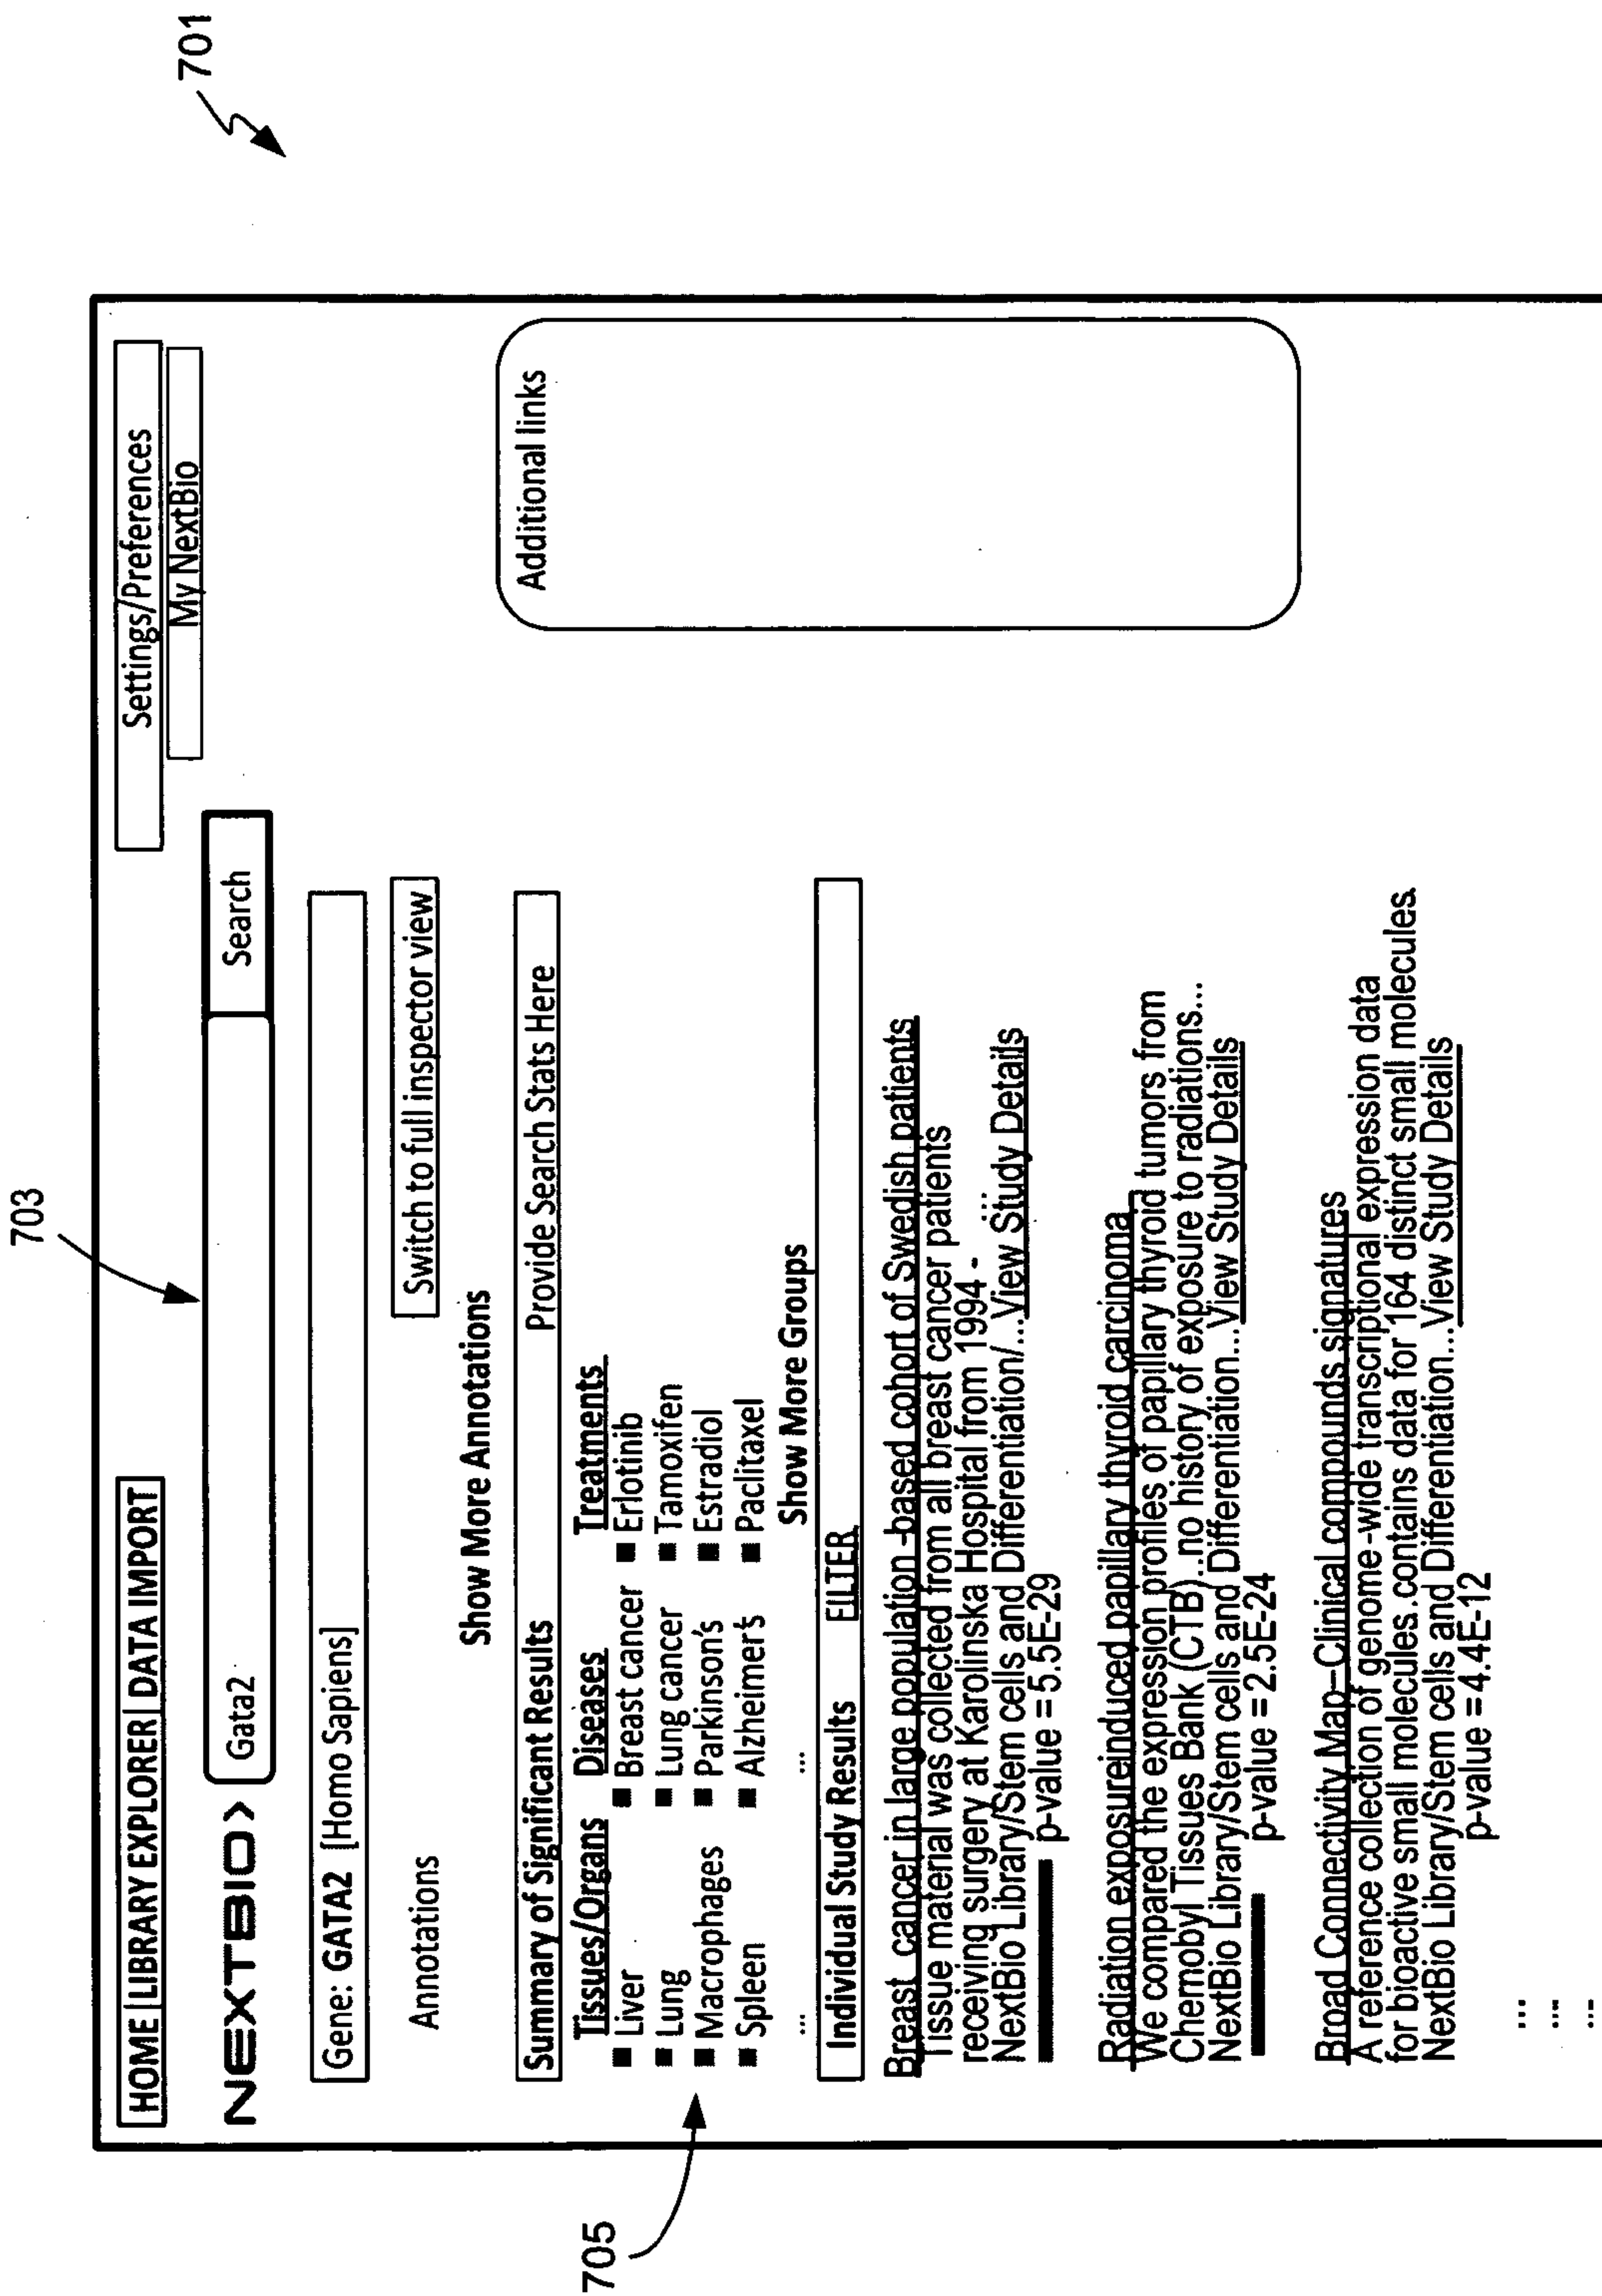 701
703
HOME LIBRARY EXPLORER DATA IMPORT
Settings/Preferences
My NextBio
NEXTBIO
Gata2
Search
Gene: GATA2 [Homo Sapiens]
Annotations
Switch to full inspector view
Show More Annotations
Additional links
Summary of Significant Results Provide Search Stats Here
Tissues/Organs Diseases Treatments
Liver Breast cancer Erlotinib
Lung Lung cancer Tamoxifen
Macrophages Parkinson's Estradiol
Spleen Alzheimer's Paclitaxel
... ... Show More Groups
705
Individual Study Results FILTER
Breast cancer in large population-based cohort of Swedish patients
Tissue material was collected from all breast cancer patients
receiving surgery at Karolinska Hospital from 1994 - ...
NextBio Library/Stem cells and Differentiation/...View Study Details
p-value = 5.5E-29
Radiation exposureinduced papillary thyroid carcinoma
We compared the expression profiles of papillary thyroid tumors from
Chernobyl Tissues Bank (CTB)..no history of exposure to radiations...
NextBio Library/Stem cells and Differentiation...View Study Details
p-value = 2.5E-24
Broad Connectivity Map–Clinical compounds signatures
A reference collection of genome-wide transcriptional expression data
for bioactive small molecules.contains data for 164 distinct small molecules.
NextBio Library/Stem cells and Differentiation...View Study Details
p-value = 4.4E-12
...
...
...